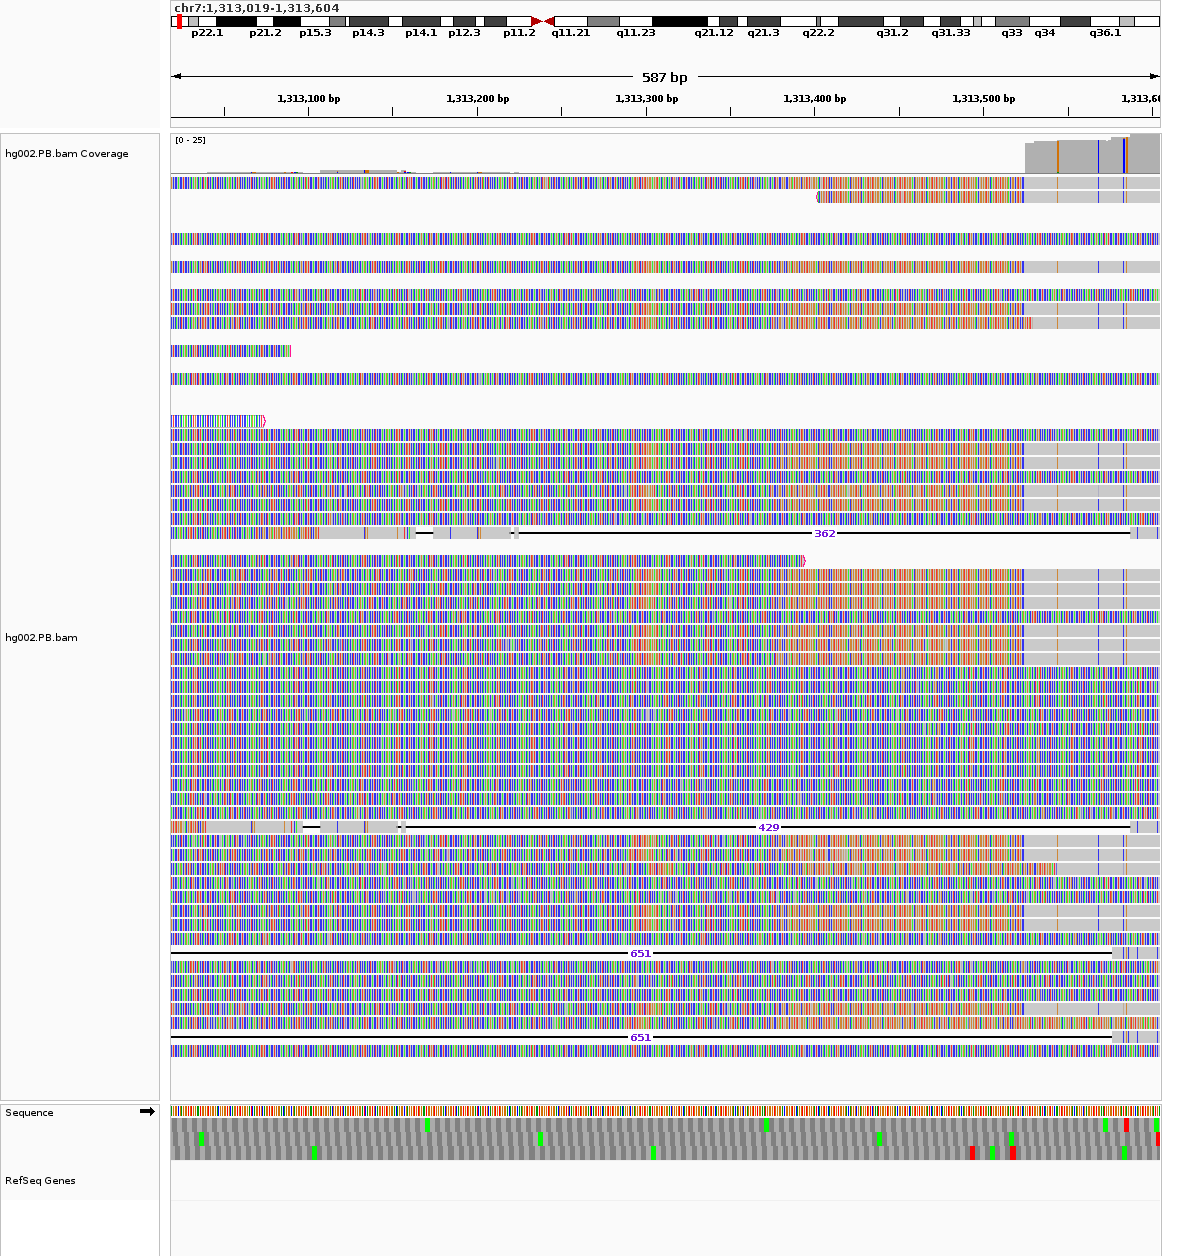 chr7:1,313,019-1,313,604
p22.1 p21.2 p15.3 p14.3 p14.1 p12.3 p11.2 q11.21 q11.23 q21.12 q21.3 q22.2 q31.2 q31.33 q33 q34 q36.1
587 bp
1,313,100 bp 1,313,200 bp 1,313,300 bp 1,313,400 bp 1,313,500 bp 1,313,60
[0 - 25]
hg002.PB.bam Coverage
362
hg002.PB.bam
429
651
651
Sequence
RefSeq Genes